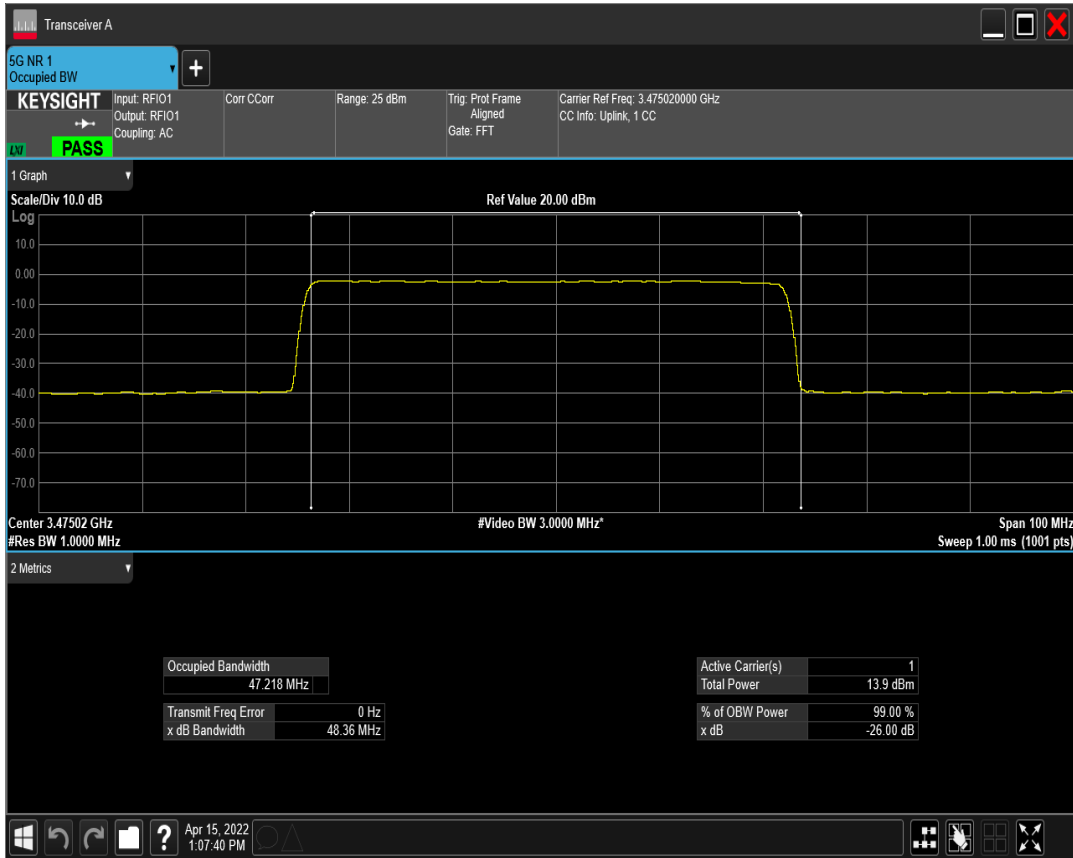 Transceiver A
5G NR 1
Occupied BW
KEYSIGHT
LXI
PASS
Input: RFIO1
Output: RFIO1
Coupling: AC
Corr CCorr
Range: 25 dBm
Trig: Prot Frame
Aligned
Gate: FFT
Carrier Ref Freq: 3.475020000 GHz
CC Info: Uplink, 1 CC
1 Graph
Scale/Div 10.0 dB
Ref Value 20.00 dBm
Log
10.0
0.00
-10.0
-20.0
-30.0
-40.0
-50.0
-60.0
-70.0
Center 3.47502 GHz
#Video BW 3.0000 MHz*
Span 100 MHz
#Res BW 1.0000 MHz
Sweep 1.00 ms (1001 pts)
2 Metrics
Occupied Bandwidth
47.218 MHz
Transmit Freq Error 0 Hz
x dB Bandwidth 48.36 MHz
Active Carrier(s) 1
Total Power 13.9 dBm
% of OBW Power 99.00 %
x dB -26.00 dB
Apr 15, 2022
1:07:40 PM